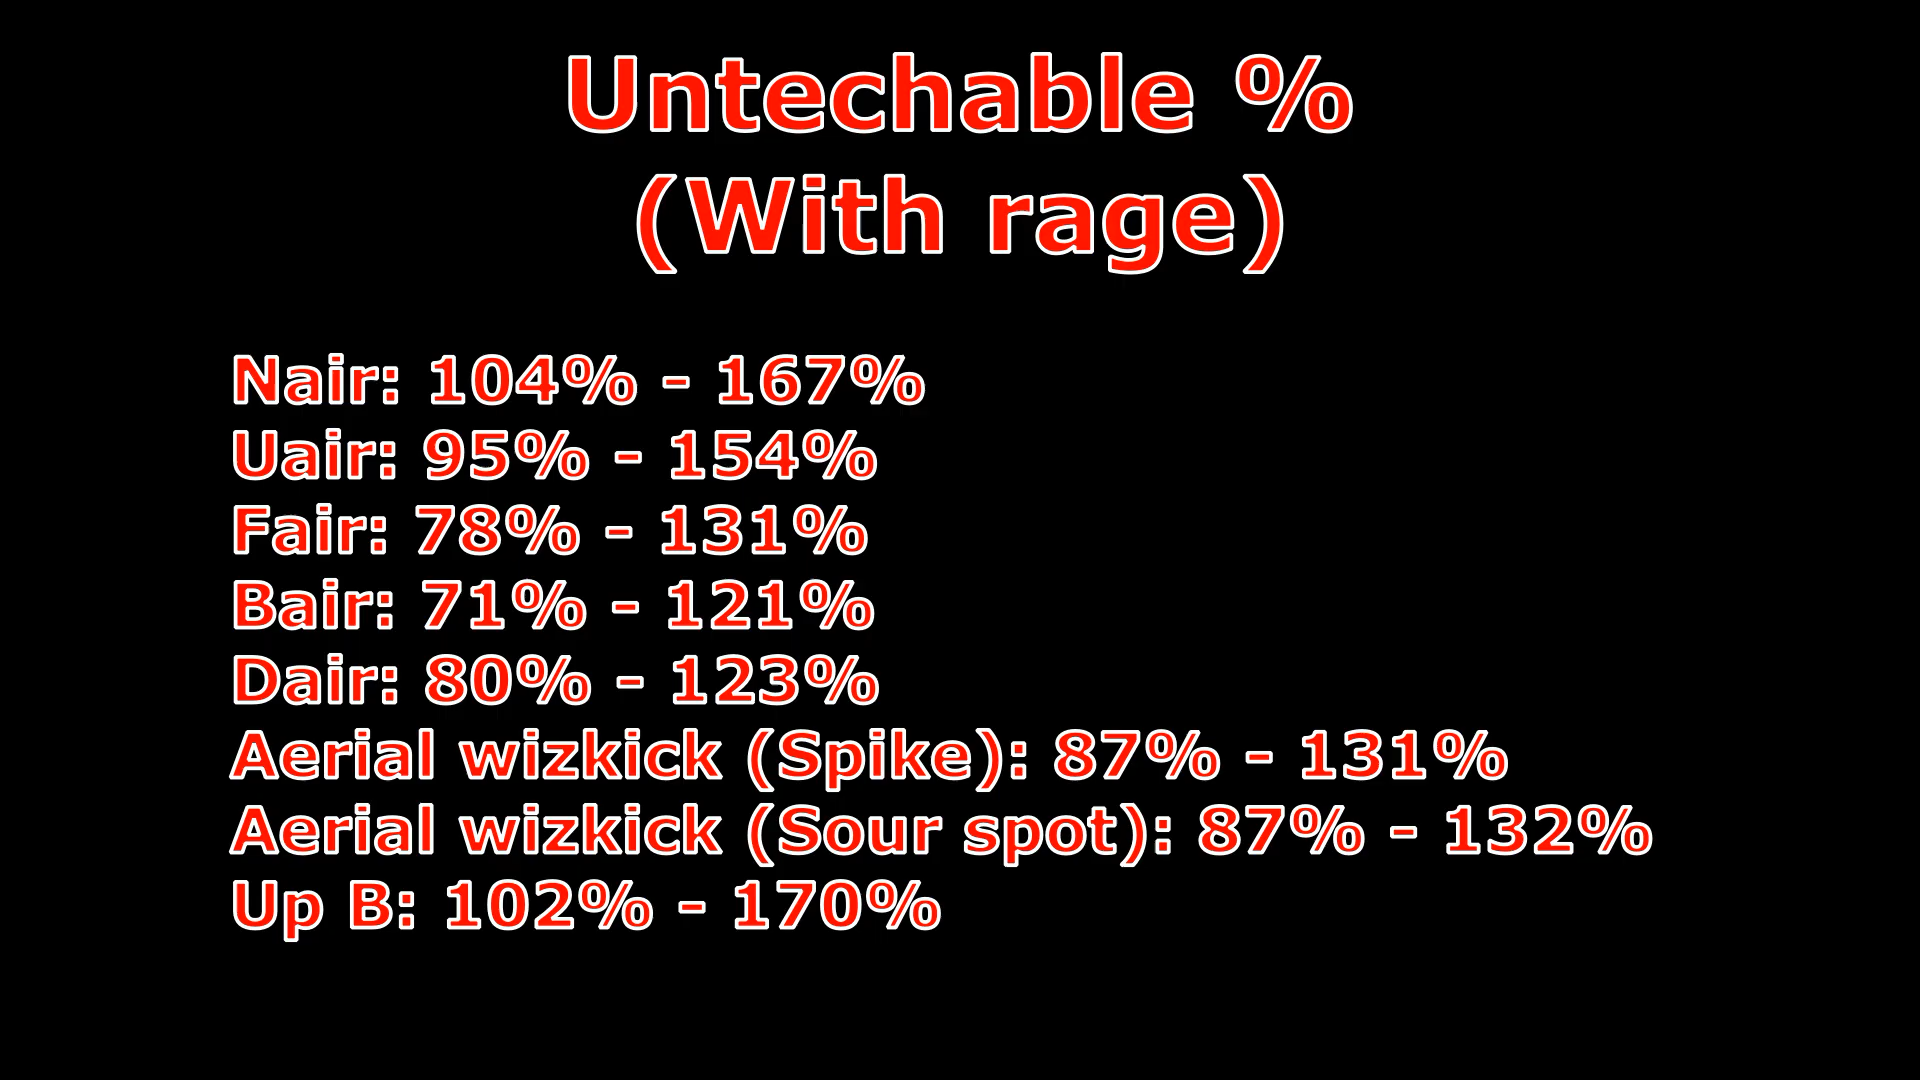 Untechable %
(With rage)
Nair: 104% - 167%
Uair: 95% - 154%
Fair: 78% - 131%
Bair: 71% - 121%
Dair: 80% - 123%
Aerial wizkick (Spike): 87% - 131%
Aerial wizkick (Sour spot): 87% - 132%
Up B: 102% - 170%